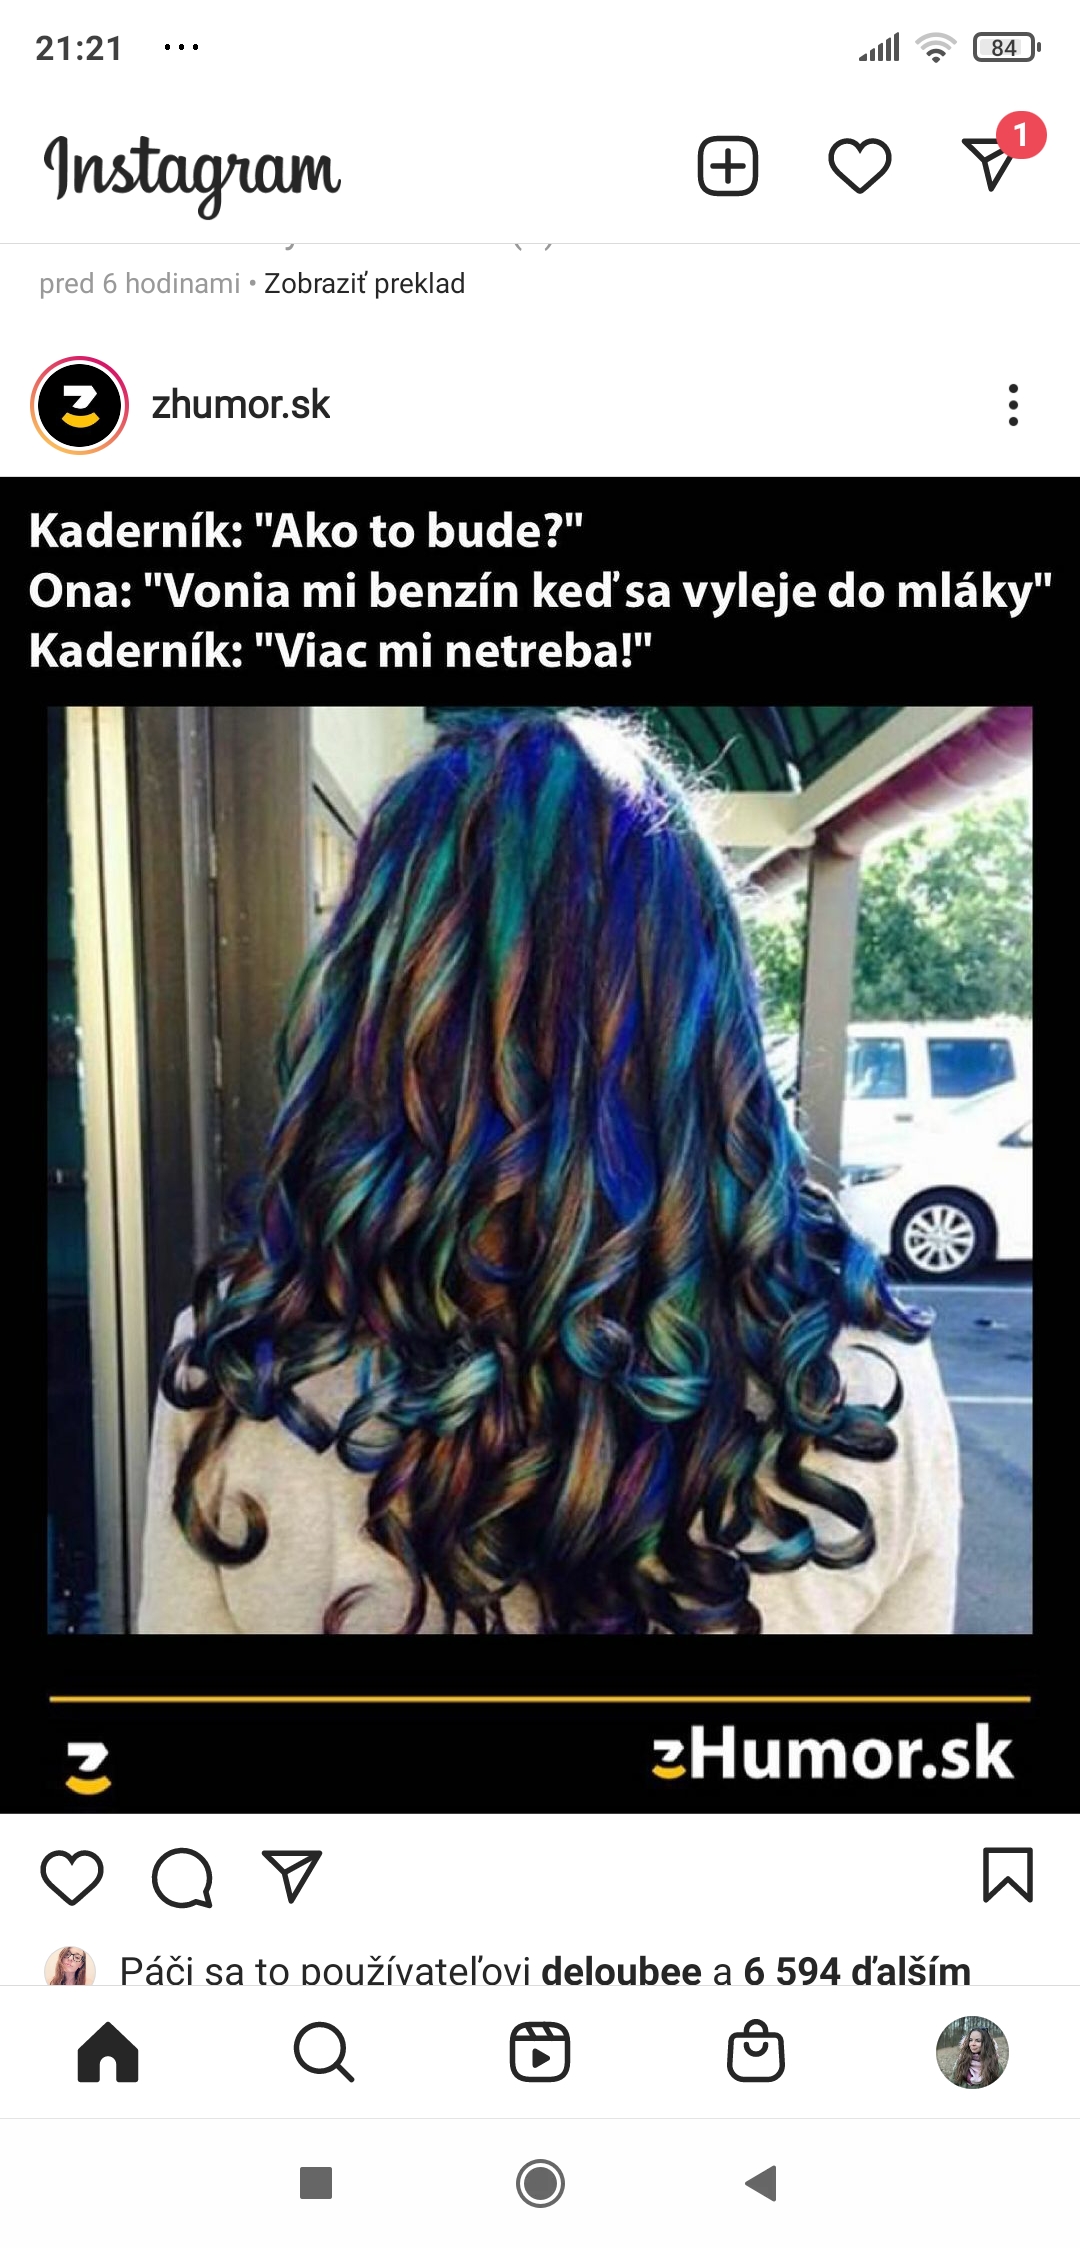 21:21
84
Instagram
1
pred 6 hodinami • Zobraziť preklad
zhumor.sk
Kaderník: "Ako to bude?"
Ona: "Vonia mi benzín keď sa vyleje do mláky"
Kaderník: "Viac mi netreba!"
zHumor.sk
Páči sa to používateľovi deloubee a 6 594 ďalším